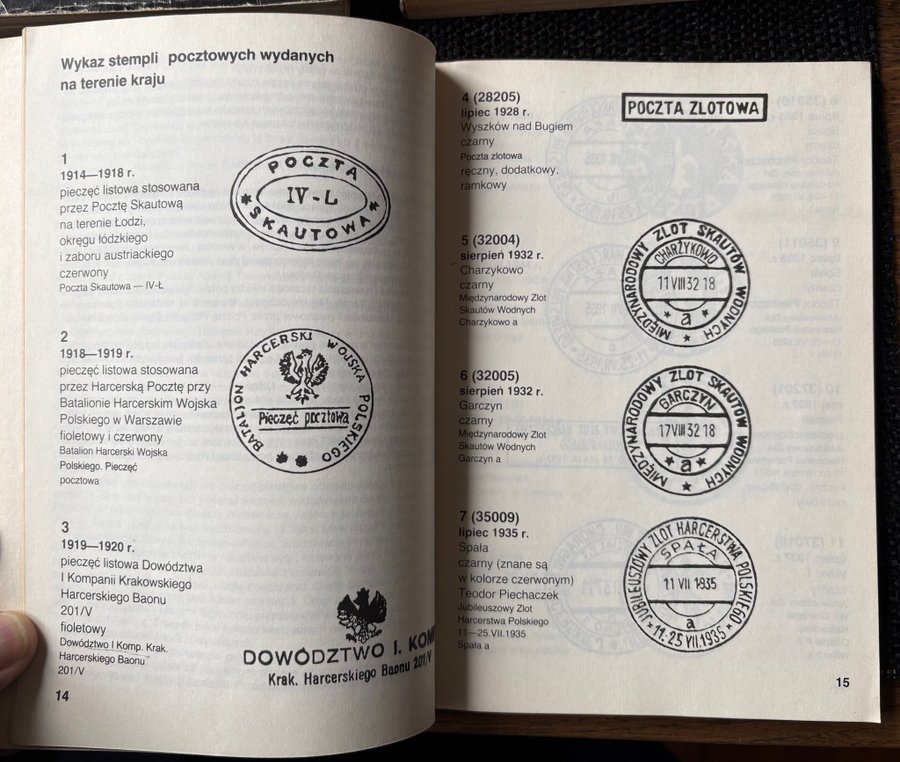 Wykaz stempli pocztowych wydanych
na terenie kraju
1
1914—1918 r.
pieczęć listowa stosowana
przez Pocztę Skautową
na terenie Łodzi,
okręgu łódzkiego
i zaboru austriackiego
czerwony
Poczta Skautowa — IV-Ł
POCZTA
IV-Ł
SKAUTOWA
2
1918—1919 r.
pieczęć listowa stosowana
przez Harcerską Pocztę przy
Batalionie Harcerskim Wojska
Polskiego w Warszawie
fioletowy i czerwony
Batalion Harcerski Wojska
Polskiego. Pieczęć
pocztowa
BATALION HARCERSKI WOJSKA POLSKIEGO
Pieczęć pocztowa
3
1919—1920 r.
pieczęć listowa Dowództwa
I Kompanii Krakowskiego
Harcerskiego Baonu
201/V
fioletowy
Dowództwo I Komp. Krak.
Harcerskiego Baonu
201/V
DOWÓDZTWO I. KOMP
Krak. Harcerskiego Baonu 201/V
14
4 (28205)
lipiec 1928 r.
Wyszków nad Bugiem
czarny
Poczta zlotowa
ręczny, dodatkowy,
ramkowy
POCZTA ZLOTOWA
5 (32004)
sierpień 1932 r.
Charzykowo
czarny
Międzynarodowy Zlot
Skautów Wodnych
Charzykowo a
MIĘDZYNARODOWY ZLOT SKAUTÓW WODNYCH
CHARZYKOWO
11 VIII 32 18
a
6 (32005)
sierpień 1932 r.
Garczyn
czarny
Międzynarodowy Zlot
Skautów Wodnych
Garczyn a
MIĘDZYNARODOWY ZLOT SKAUTÓW WODNYCH
GARCZYN
17 VIII 32 18
a
7 (35009)
lipiec 1935 r.
Spała
czarny (znane są
w kolorze czerwonym)
Teodor Piechaczek
Jubileuszowy Zlot
Harcerstwa Polskiego
11—25.VII.1935
Spała a
JUBILEUSZOWY ZLOT HARCERSTWA POLSKIEGO
SPAŁA
11 VII 1935
a
11.-25 VII.1935
15